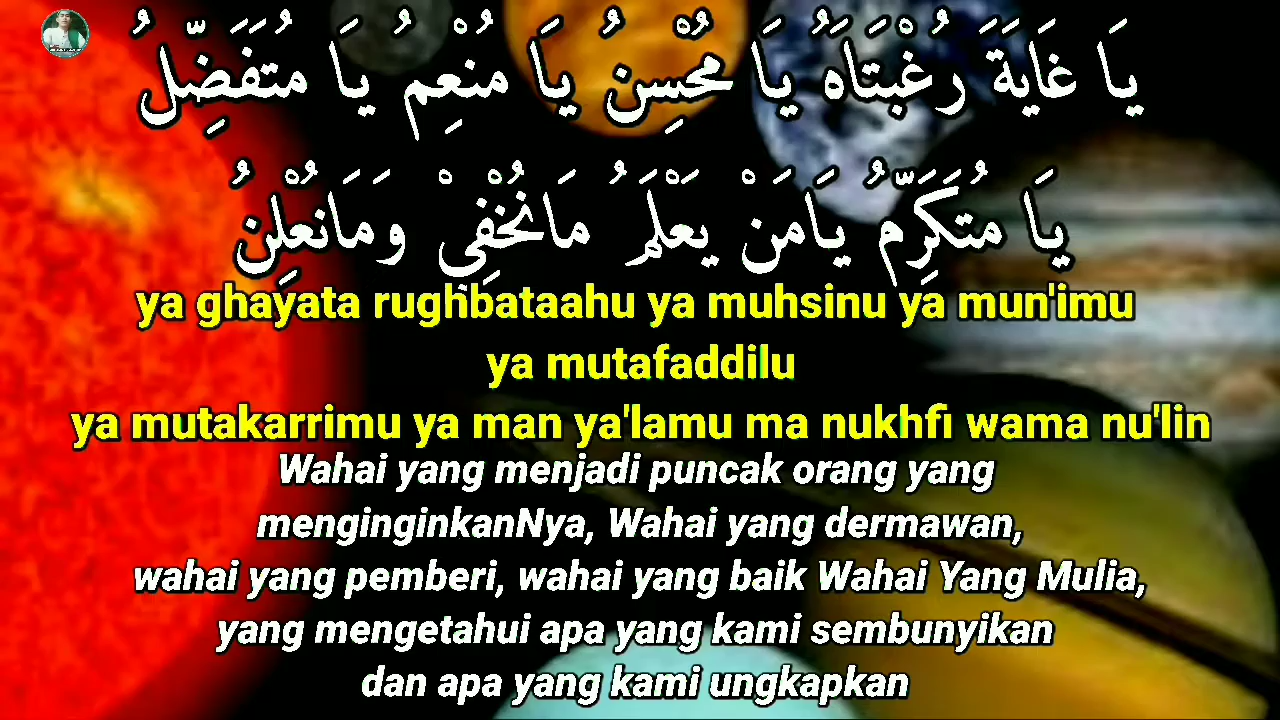 يَا غَايَةَ رُغْبَتَاهُ يَا مُحْسِنُ يَا مُنْعِمُ يَا مُتَفَضِّلُ
يَا مُتَكَرِّمُ يَامَنْ يَعْلَمُ مَانُخْفِيْ وَمَانُعْلِنُ
ya ghayata rughbataahu ya muhsinu ya mun'imu
ya mutafaddilu
ya mutakarrimu ya man ya'lamu ma nukhfi wama nu'lin
Wahai yang menjadi puncak orang yang
menginginkanNya, Wahai yang dermawan,
wahai yang pemberi, wahai yang baik Wahai Yang Mulia,
yang mengetahui apa yang kami sembunyikan
dan apa yang kami ungkapkan